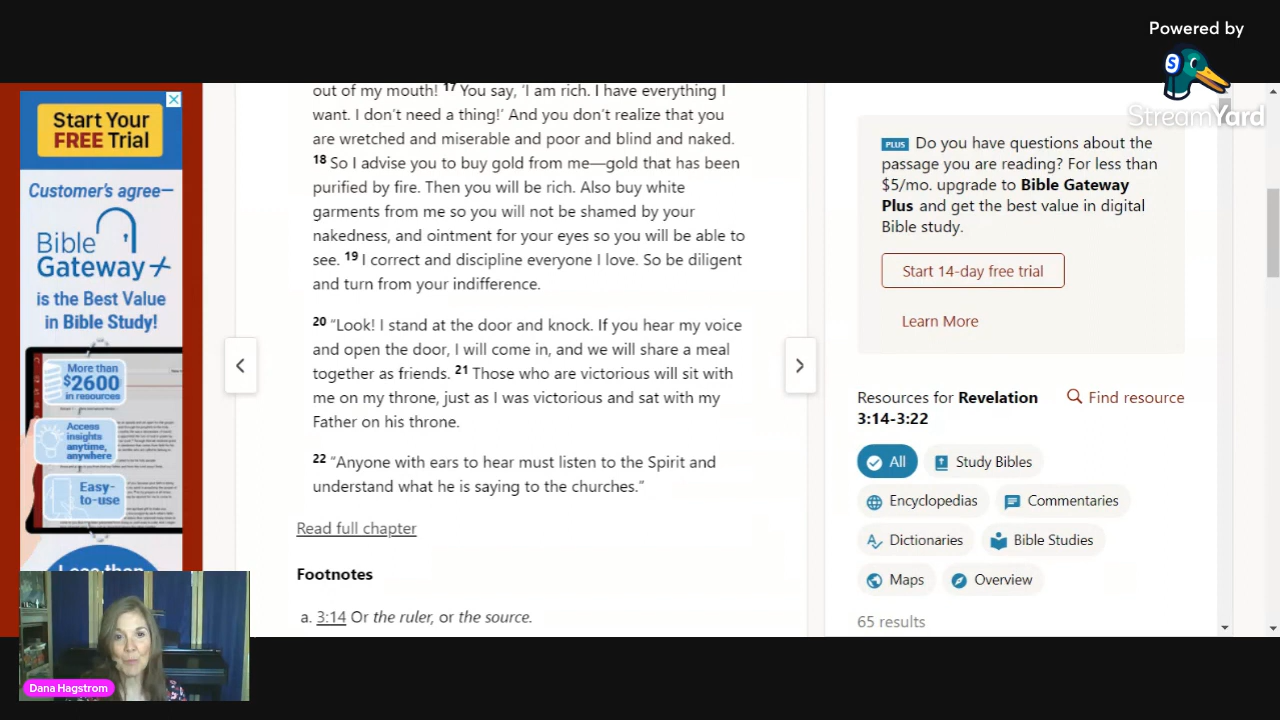 Powered by
S
StreamYard
Start Your
FREE Trial
Customer's agree—
Bible
Gateway+
is the Best Value
in Bible Study!
More than
$2600
in resources
Access
insights
anytime,
anywhere
Easy-
to-use
Less than
Dana Hagstrom
out of my mouth! 17 You say, ‘I am rich. I have everything I
want. I don’t need a thing!’ And you don’t realize that you
are wretched and miserable and poor and blind and naked.
18 So I advise you to buy gold from me—gold that has been
purified by fire. Then you will be rich. Also buy white
garments from me so you will not be shamed by your
nakedness, and ointment for your eyes so you will be able to
see. 19 I correct and discipline everyone I love. So be diligent
and turn from your indifference.
20 “Look! I stand at the door and knock. If you hear my voice
and open the door, I will come in, and we will share a meal
together as friends. 21 Those who are victorious will sit with
me on my throne, just as I was victorious and sat with my
Father on his throne.
22 “Anyone with ears to hear must listen to the Spirit and
understand what he is saying to the churches.”
Read full chapter
Footnotes
a. 3:14 Or the ruler, or the source.
PLUS Do you have questions about the
passage you are reading? For less than
$5/mo. upgrade to Bible Gateway
Plus and get the best value in digital
Bible study.
Start 14-day free trial
Learn More
Resources for Revelation
3:14-3:22
Find resource
All
Study Bibles
Encyclopedias
Commentaries
Dictionaries
Bible Studies
Maps
Overview
65 results